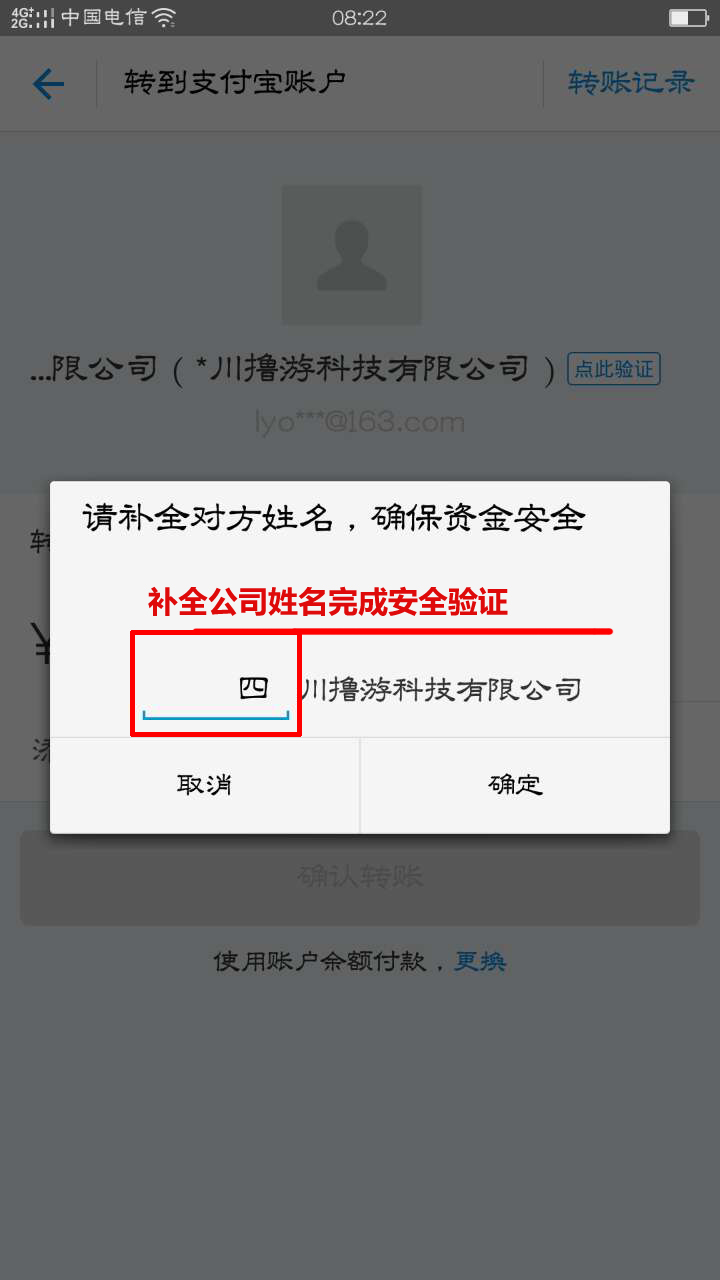 4G+ 2G 中国电信 08:22
转到支付宝账户 转账记录
...限公司（*川撸游科技有限公司） 点此验证
lyo***@163.com
转
请补全对方姓名，确保资金安全
补全公司姓名完成安全验证
¥
四 川撸游科技有限公司
添
取消 确定
确认转账
使用账户余额付款，更换